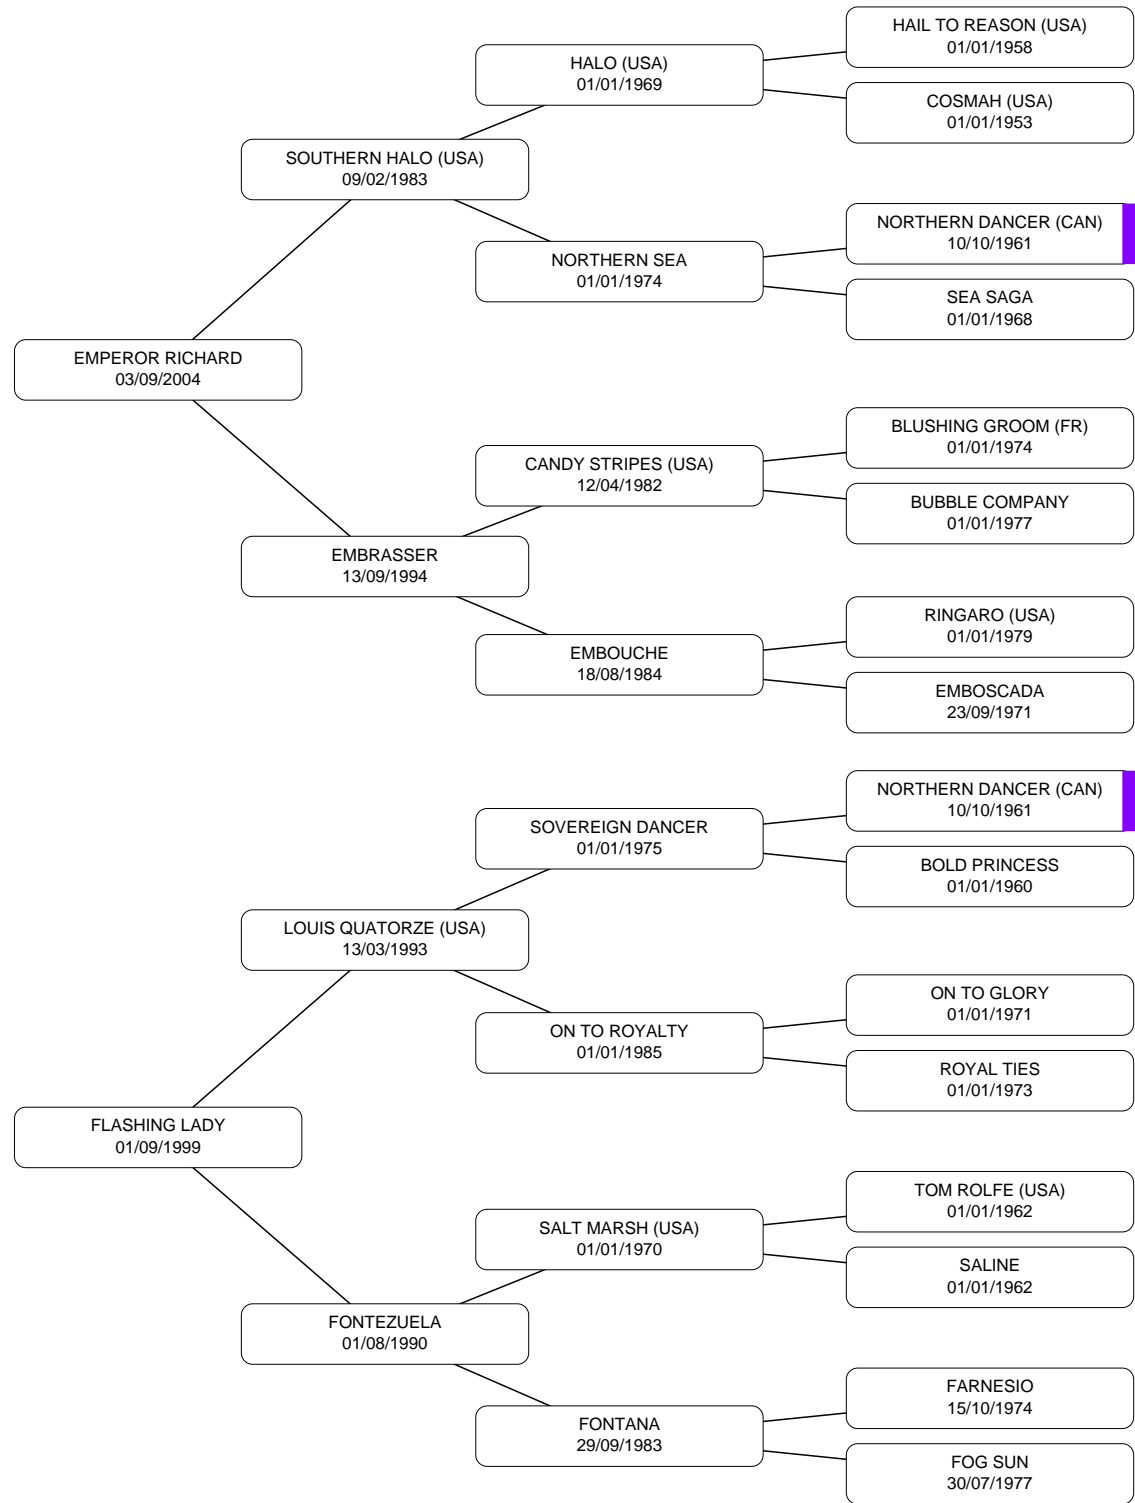 HAIL TO REASON (USA)
01/01/1958
HALO (USA)
01/01/1969
COSMAH (USA)
01/01/1953
SOUTHERN HALO (USA)
09/02/1983
NORTHERN DANCER (CAN)
10/10/1961
NORTHERN SEA
01/01/1974
SEA SAGA
01/01/1968
EMPEROR RICHARD
03/09/2004
BLUSHING GROOM (FR)
01/01/1974
CANDY STRIPES (USA)
12/04/1982
BUBBLE COMPANY
01/01/1977
EMBRASSER
13/09/1994
RINGARO (USA)
01/01/1979
EMBOUCHE
18/08/1984
EMBOSCADA
23/09/1971
NORTHERN DANCER (CAN)
10/10/1961
SOVEREIGN DANCER
01/01/1975
BOLD PRINCESS
01/01/1960
LOUIS QUATORZE (USA)
13/03/1993
ON TO GLORY
01/01/1971
ON TO ROYALTY
01/01/1985
ROYAL TIES
01/01/1973
FLASHING LADY
01/09/1999
TOM ROLFE (USA)
01/01/1962
SALT MARSH (USA)
01/01/1970
SALINE
01/01/1962
FONTEZUELA
01/08/1990
FARNESIO
15/10/1974
FONTANA
29/09/1983
FOG SUN
30/07/1977